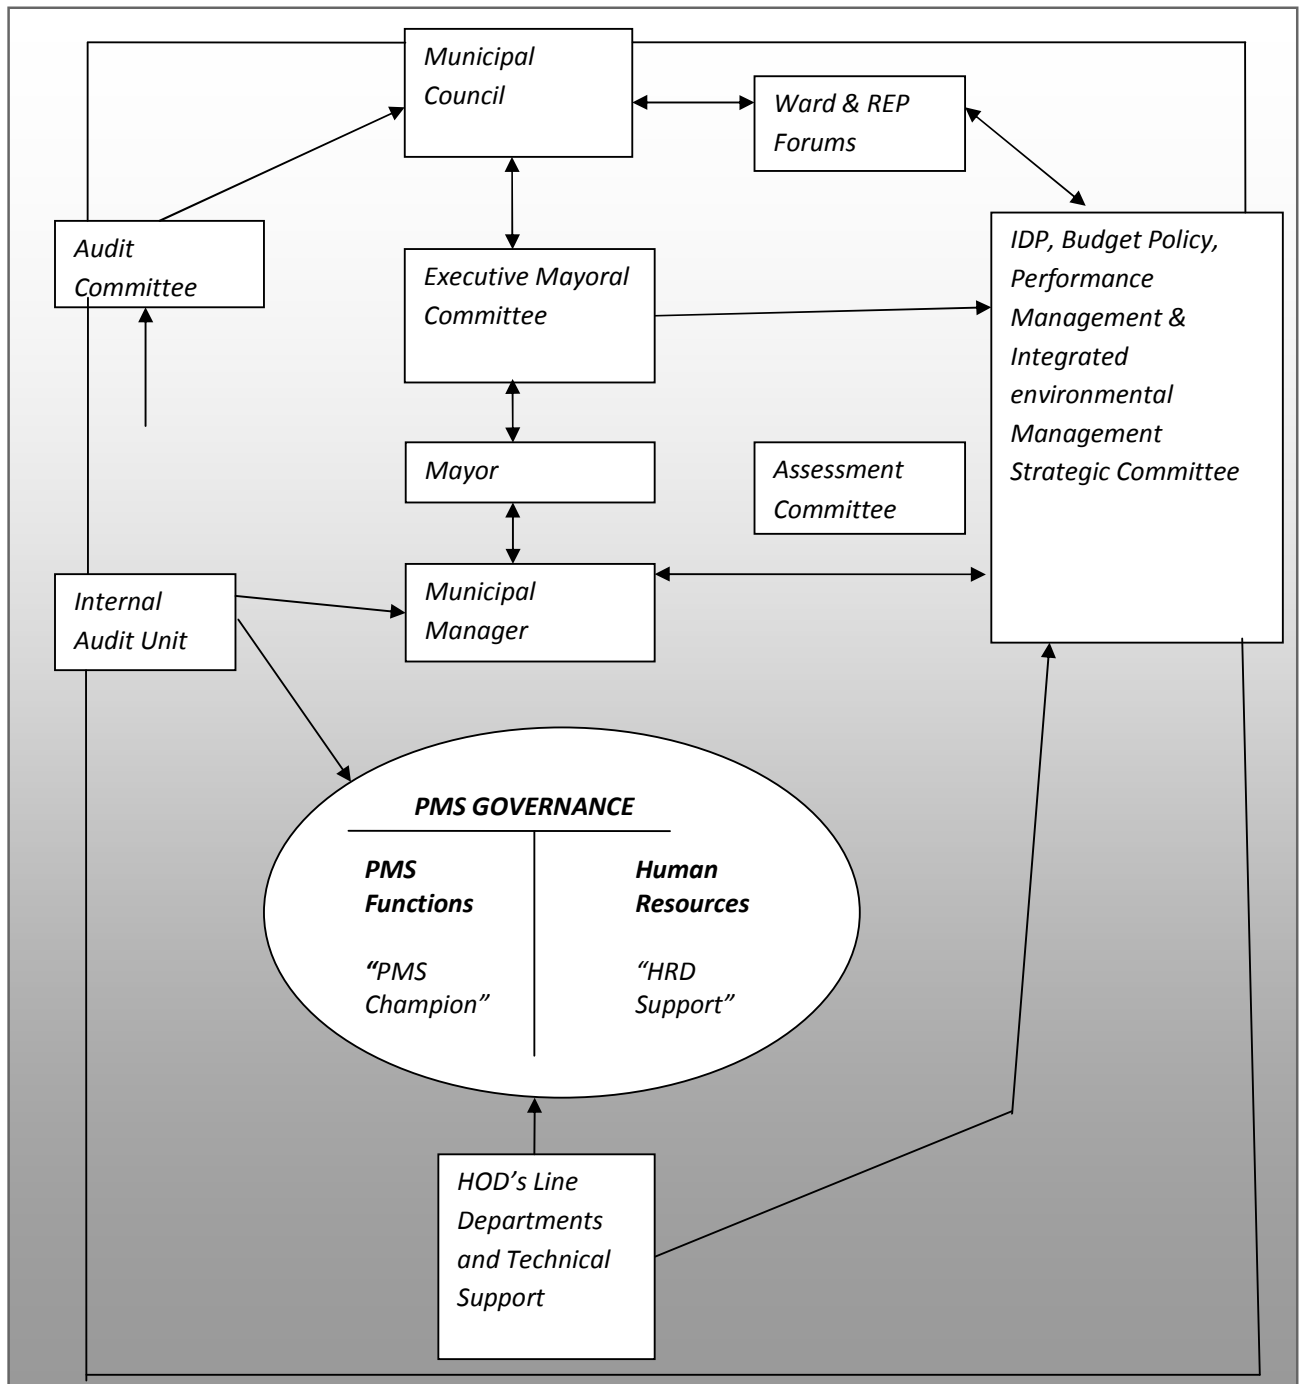 Municipal
Council
Ward & REP
Forums
Audit
Committee
Executive Mayoral
Committee
IDP, Budget Policy,
Performance
Management &
Integrated
environmental
Management
Strategic Committee
Mayor
Assessment
Committee
Internal
Audit Unit
Municipal
Manager
PMS GOVERNANCE
PMS
Functions
“PMS
Champion”
Human
Resources
“HRD
Support”
HOD’s Line
Departments
and Technical
Support